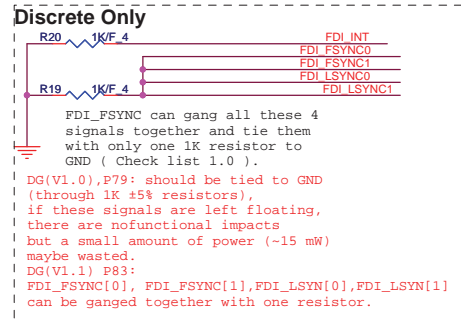 Discrete Only
R20 1K/F_4 FDI_INT
FDI_FSYNC0
FDI_FSYNC1
FDI_LSYNC0
R19 1K/F_4 FDI_LSYNC1
FDI_FSYNC can gang all these 4
signals together and tie them
with only one 1K resistor to
GND ( Check list 1.0 ).
DG(V1.0),P79: should be tied to GND
(through 1K ±5% resistors),
if these signals are left floating,
there are nofunctional impacts
but a small amount of power (~15 mW)
maybe wasted.
DG(V1.1) P83:
FDI_FSYNC[0], FDI_FSYNC[1],FDI_LSYN[0],FDI_LSYN[1]
can be ganged together with one resistor.